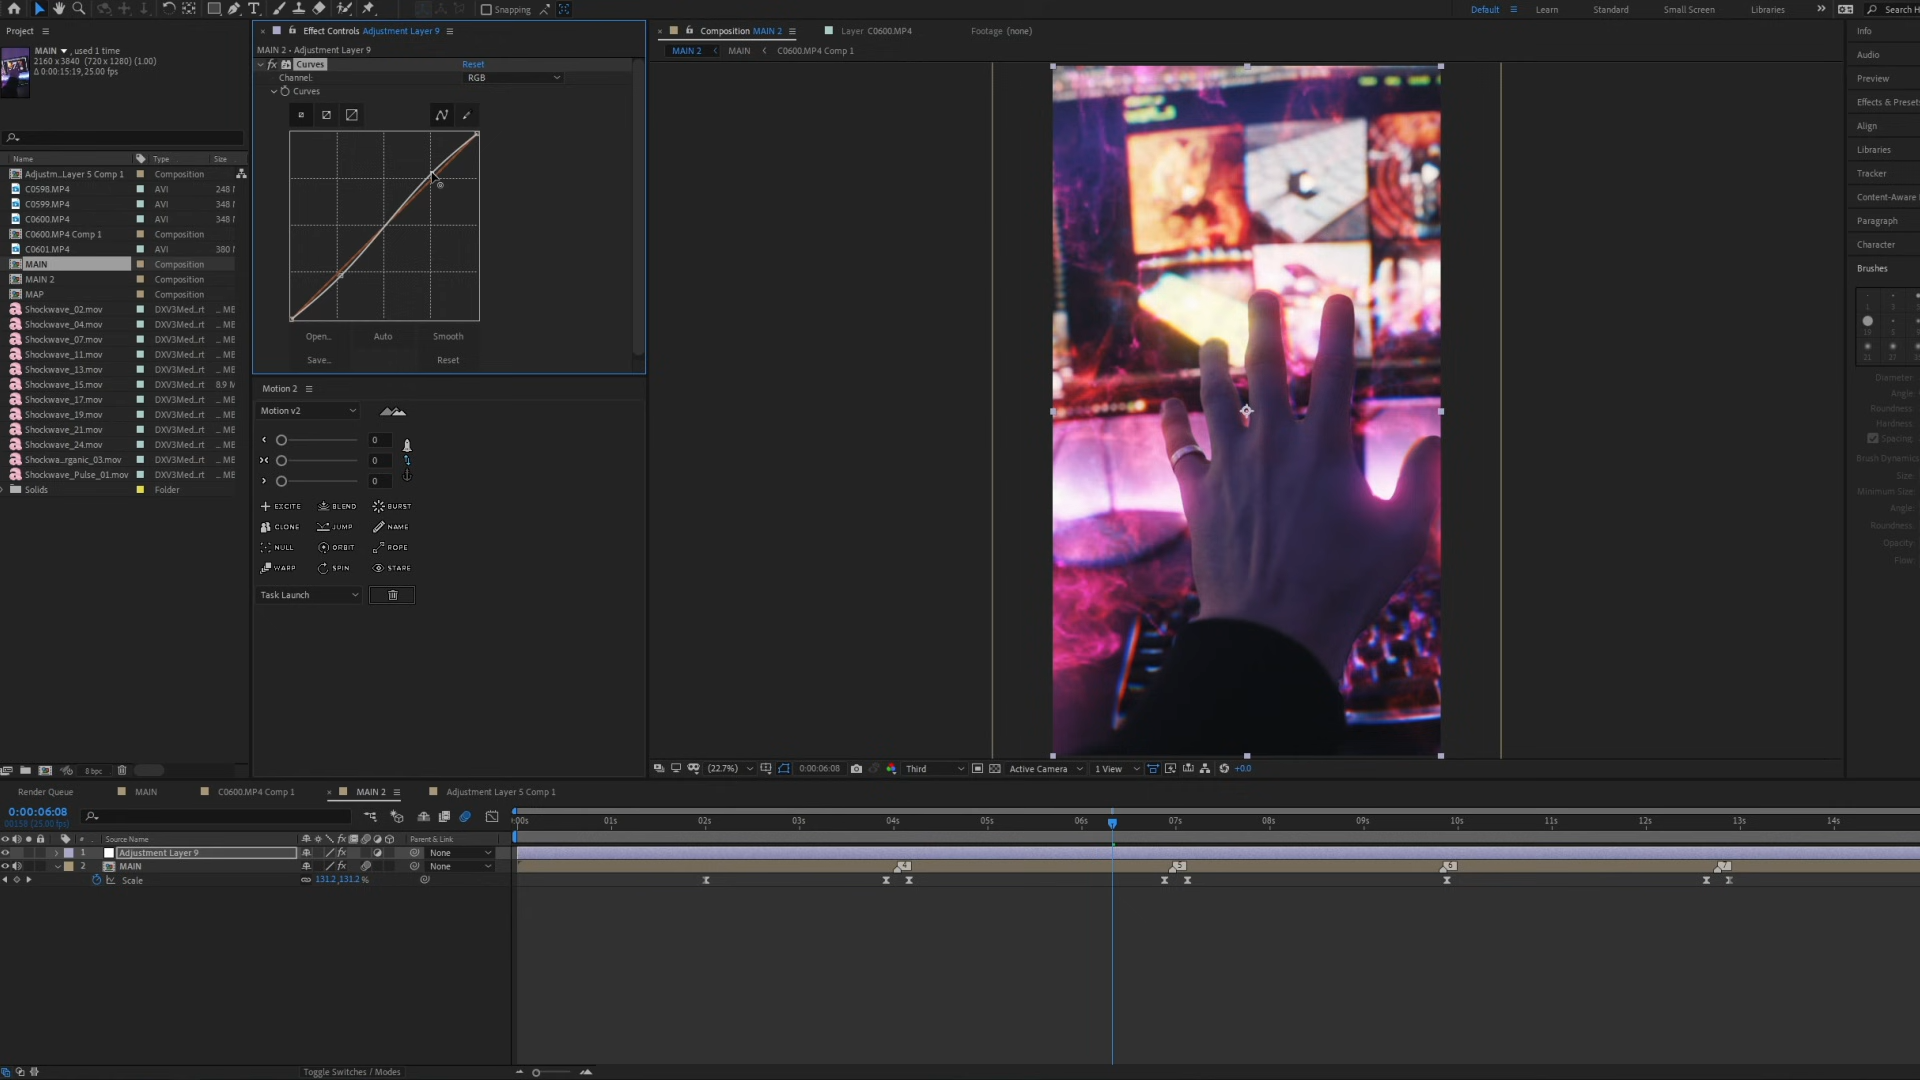 Snapping
Default
Learn
Standard
Small Screen
Libraries
Search H
Project
MAIN , used 1 time
2160 x 3840 (720 x 1280) (1.00)
Δ 0:00:15:19, 25.00 fps
Name Type Size
Adjustm...Layer 5 Comp 1 Composition
C0598.MP4 AVI 248
C0599.MP4 AVI 348
C0600.MP4 AVI 348
C0600.MP4 Comp 1 Composition
C0601.MP4 AVI 380
MAIN Composition
MAIN 2 Composition
MAP Composition
Shockwave_02.mov DXV3Med..rt ... ME
Shockwave_04.mov DXV3Med..rt ... ME
Shockwave_07.mov DXV3Med..rt ... ME
Shockwave_11.mov DXV3Med..rt ... ME
Shockwave_13.mov DXV3Med..rt ... ME
Shockwave_15.mov DXV3Med..rt 8.9 M
Shockwave_17.mov DXV3Med..rt ... ME
Shockwave_19.mov DXV3Med..rt ... ME
Shockwave_21.mov DXV3Med..rt ... ME
Shockwave_24.mov DXV3Med..rt ... ME
Shockwa...rganic_03.mov DXV3Med..rt ... ME
Shockwave_Pulse_01.mov DXV3Med..rt ... ME
Solids Folder
8 bpc
Effect Controls Adjustment Layer 9
MAIN 2 • Adjustment Layer 9
fx Curves Reset
Channel: RGB
Curves
Open... Auto Smooth
Save... Reset
Motion 2
Motion v2
0
0
0
EXCITE BLEND BURST
CLONE JUMP NAME
NULL ORBIT ROPE
WARP SPIN STARE
Task Launch
Composition MAIN 2
Layer C0600.MP4
Footage (none)
MAIN 2 MAIN C0600.MP4 Comp 1
(22.7%) 0:00:06:08 Third Active Camera 1 View +0.0
Info
Audio
Preview
Effects & Presets
Align
Libraries
Tracker
Content-Aware
Paragraph
Character
Brushes
Diameter:
Angle:
Roundness:
Hardness:
Spacing:
Brush Dynamics
Size:
Minimum Size:
Angle:
Roundness:
Opacity:
Flow:
Render Queue MAIN C0600.MP4 Comp 1 MAIN 2 Adjustment Layer 5 Comp 1
0:00:06:08
00158 (25.00 fps)
:00s 01s 02s 03s 04s 05s 06s 07s 08s 09s 10s 11s 12s 13s 14s
# Source Name Parent & Link
1 Adjustment Layer 9 None
2 MAIN None 4 5 6 7
Scale 131.2,131.2 %
Toggle Switches / Modes